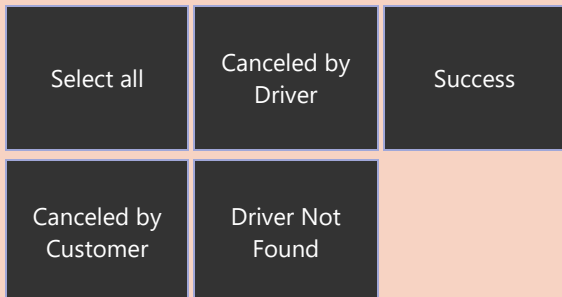 Select all
Canceled by
Driver
Success
Canceled by
Customer
Driver Not
Found